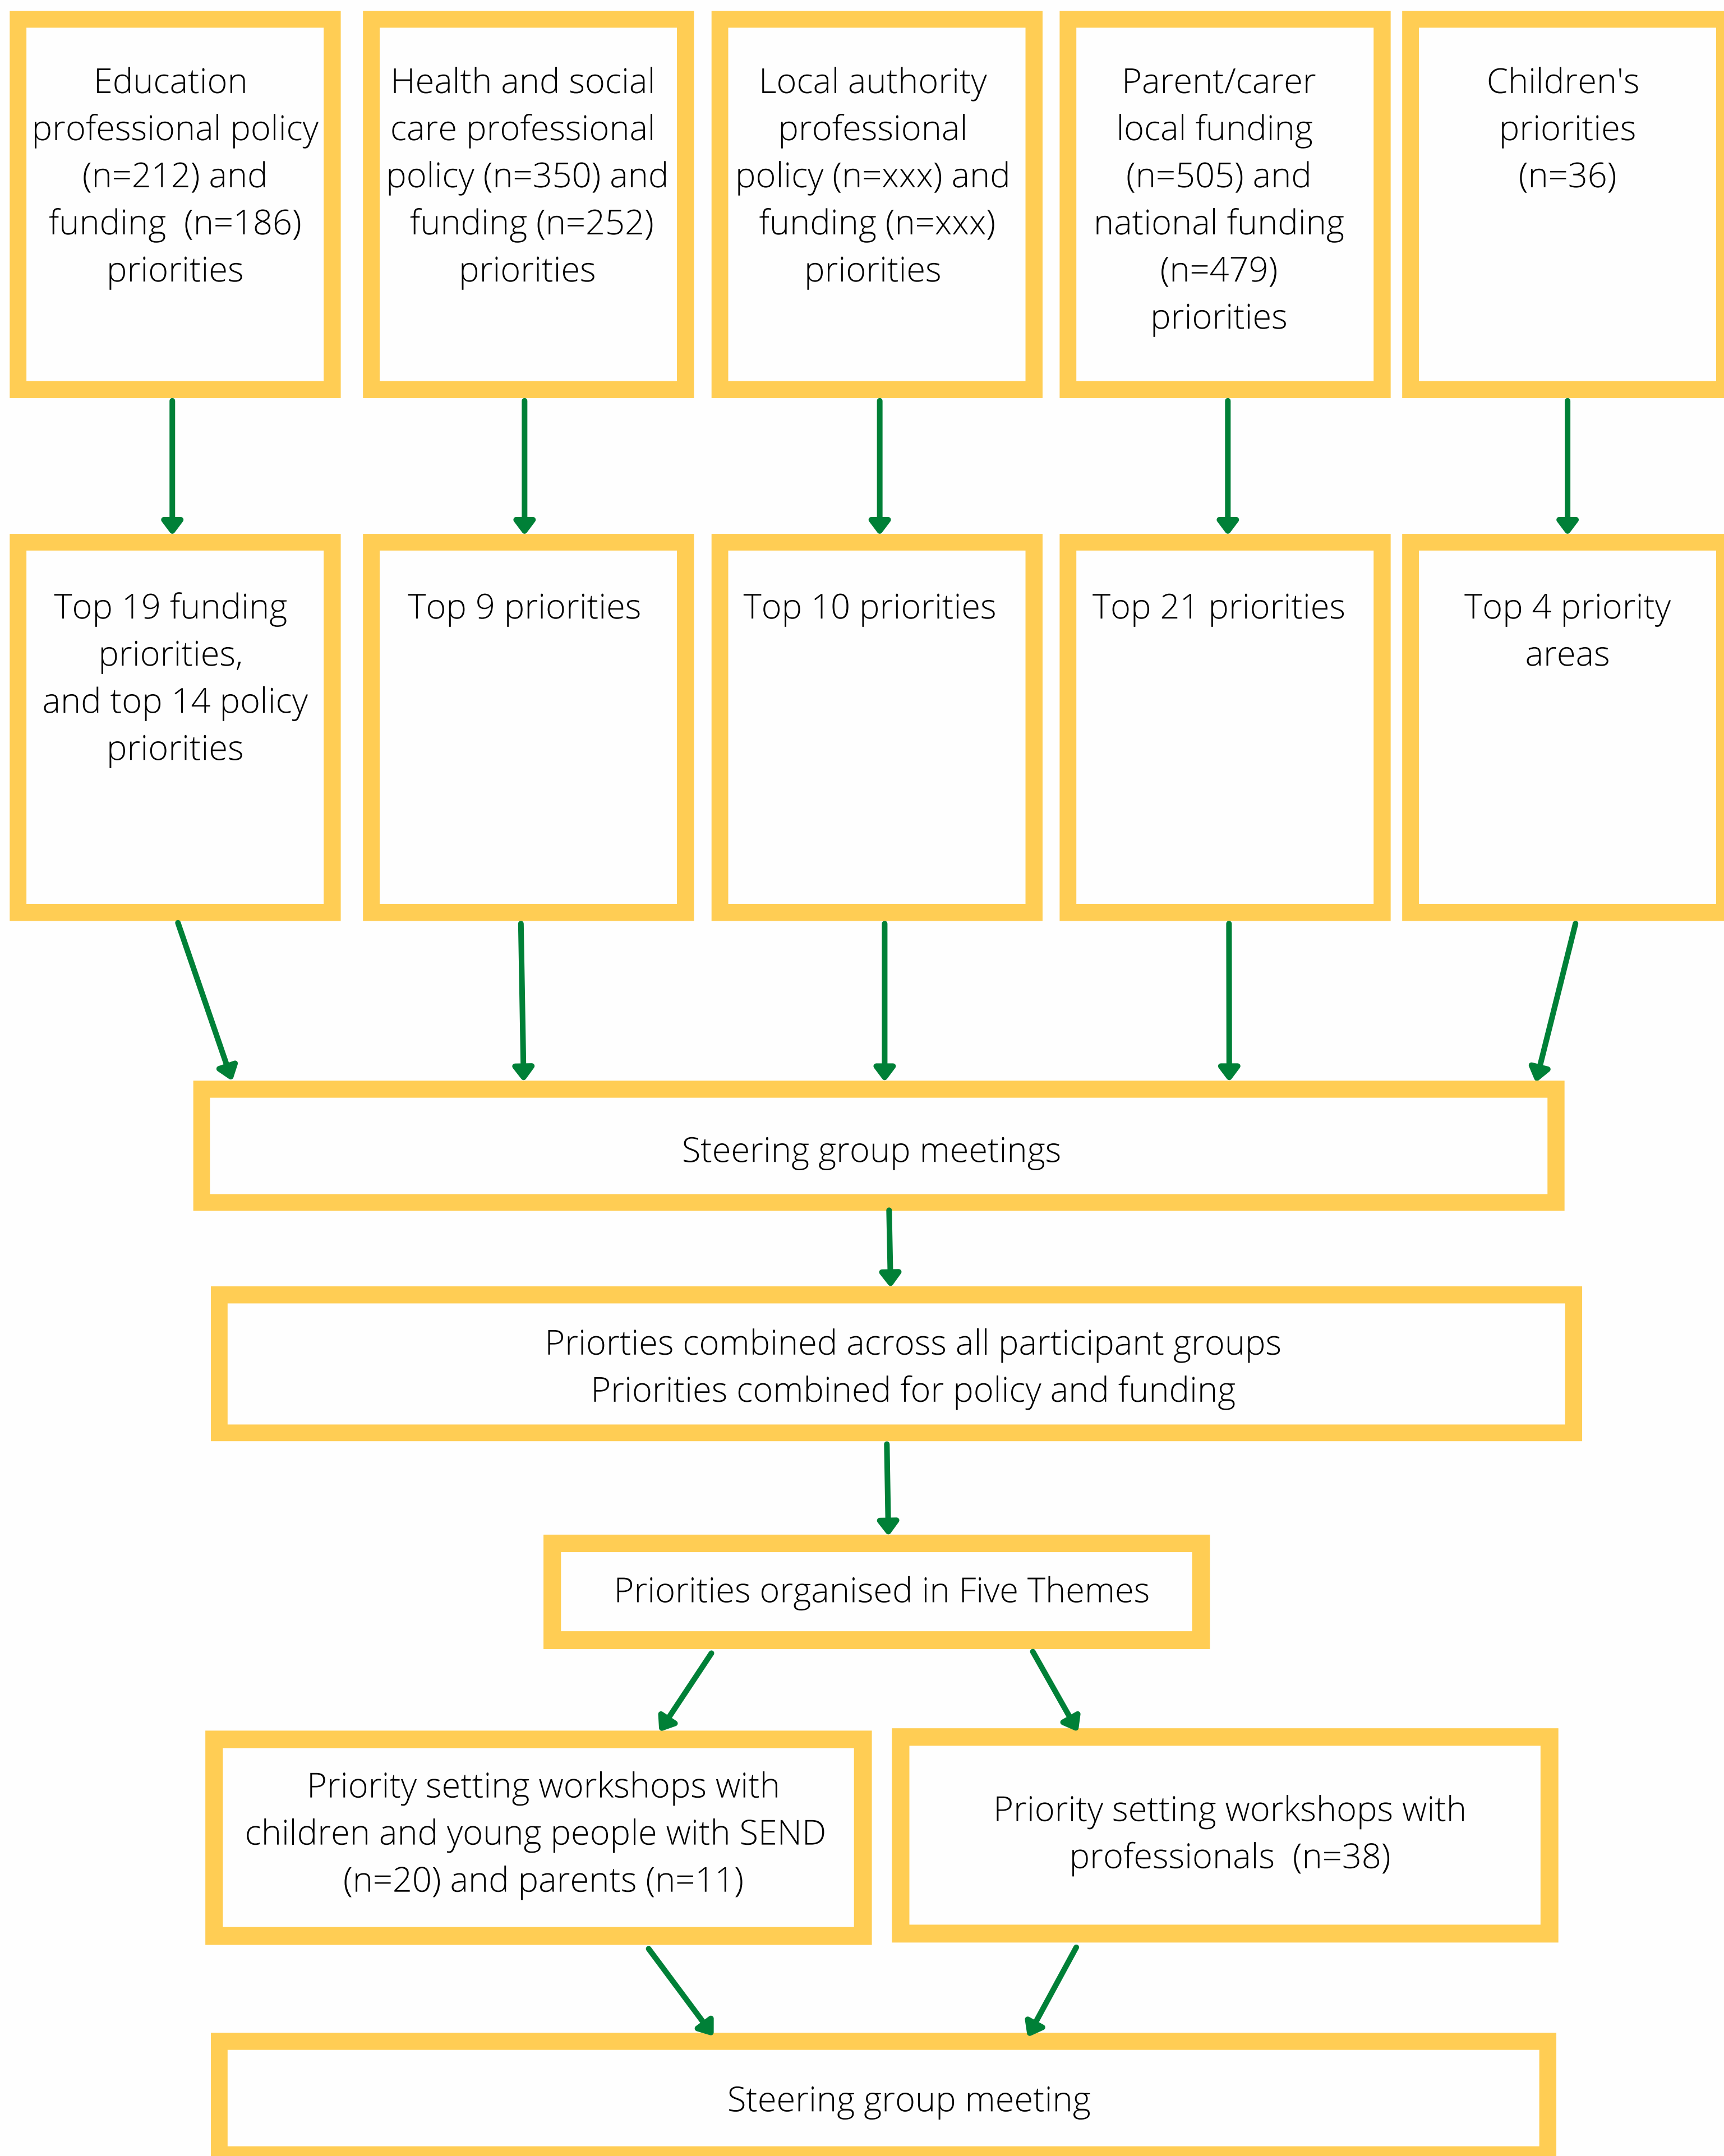 Education
professional policy
(n=212) and
funding (n=186)
priorities
Health and social
care professional
policy (n=350) and
funding (n=252)
priorities
Local authority
professional
policy (n=xxx) and
funding (n=xxx)
priorities
Parent/carer
local funding
(n=505) and
national funding
(n=479)
priorities
Children's
priorities
(n=36)
Top 19 funding
priorities,
and top 14 policy
priorities
Top 9 priorities
Top 10 priorities
Top 21 priorities
Top 4 priority
areas
Steering group meetings
Priorties combined across all participant groups
Priorities combined for policy and funding
Priorities organised in Five Themes
Priority setting workshops with
children and young people with SEND
(n=20) and parents (n=11)
Priority setting workshops with
professionals (n=38)
Steering group meeting